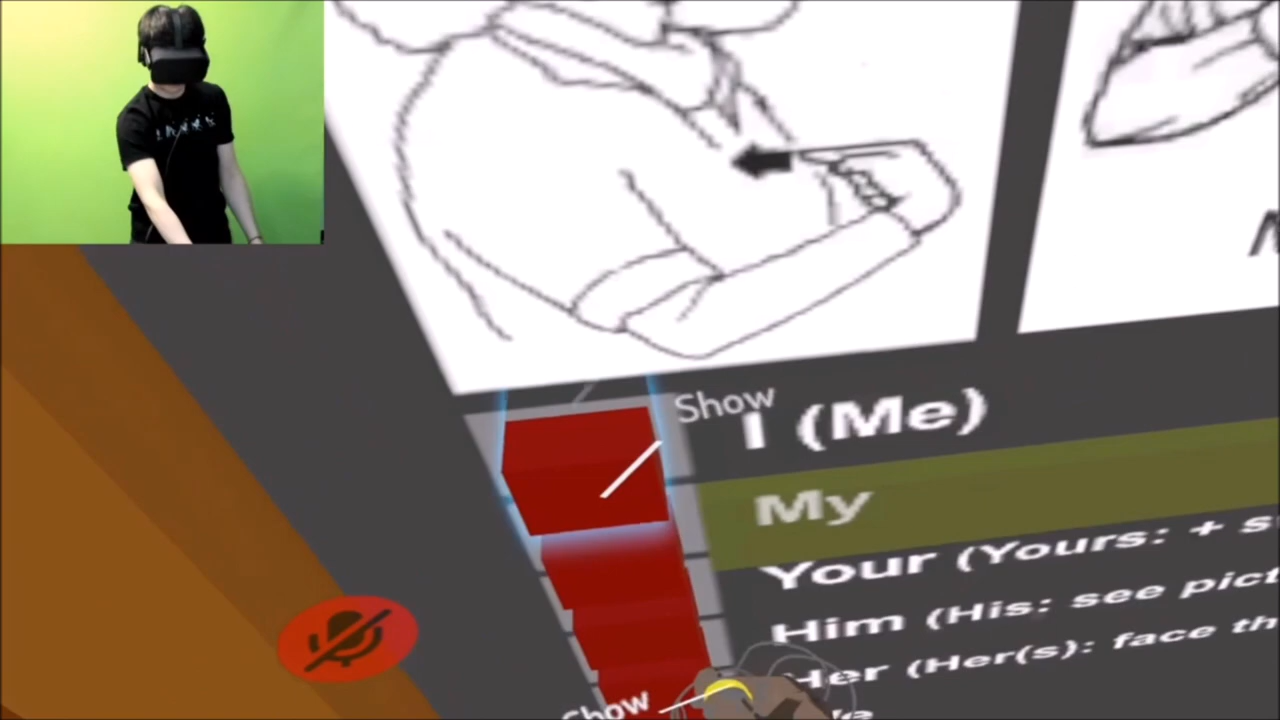 Show
I (Me)
My
Your (Yours: + s
Him (His: see pict
Her (Her(s): face th
Show